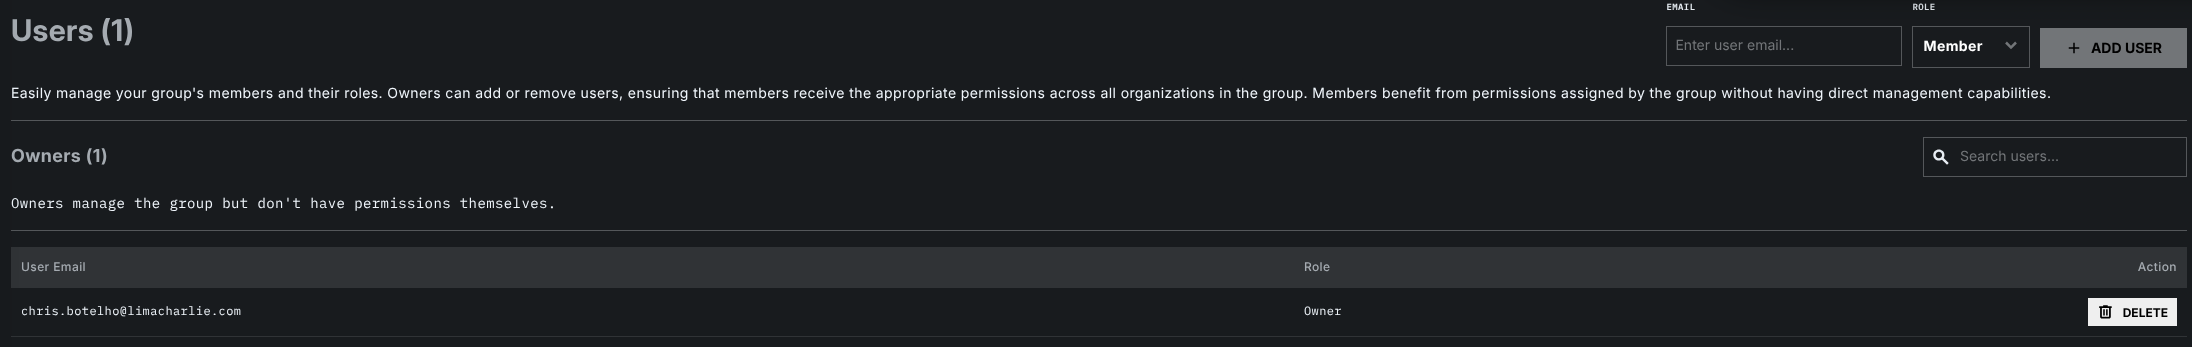 Users (1)
EMAIL
ROLE
Enter user email...
Member
+ ADD USER
Easily manage your group's members and their roles. Owners can add or remove users, ensuring that members receive the appropriate permissions across all organizations in the group. Members benefit from permissions assigned by the group without having direct management capabilities.
Owners (1)
Search users...
Owners manage the group but don't have permissions themselves.
User Email Role Action
chris.botelho@limacharlie.com Owner DELETE